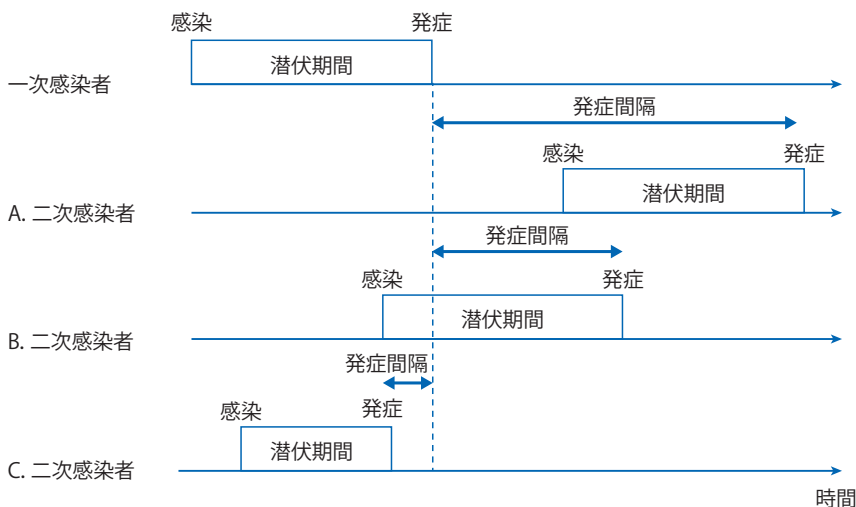 感染 発症
潜伏期間
一次感染者
発症間隔
感染 発症
潜伏期間
A. 二次感染者
発症間隔
感染 発症
潜伏期間
B. 二次感染者
発症間隔
感染 発症
潜伏期間
C. 二次感染者
時間